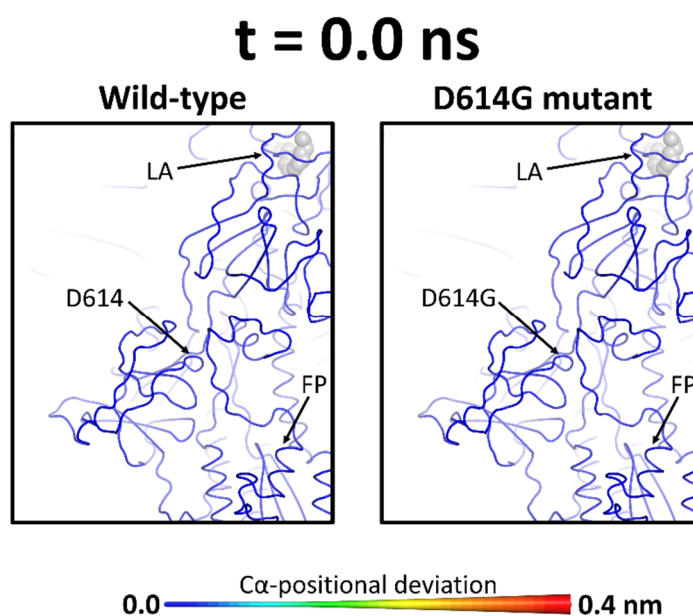 t = 0.0 ns
Wild-type
D614G mutant
LA
LA
D614
D614G
FP
FP
Cα-positional deviation
0.0
0.4 nm